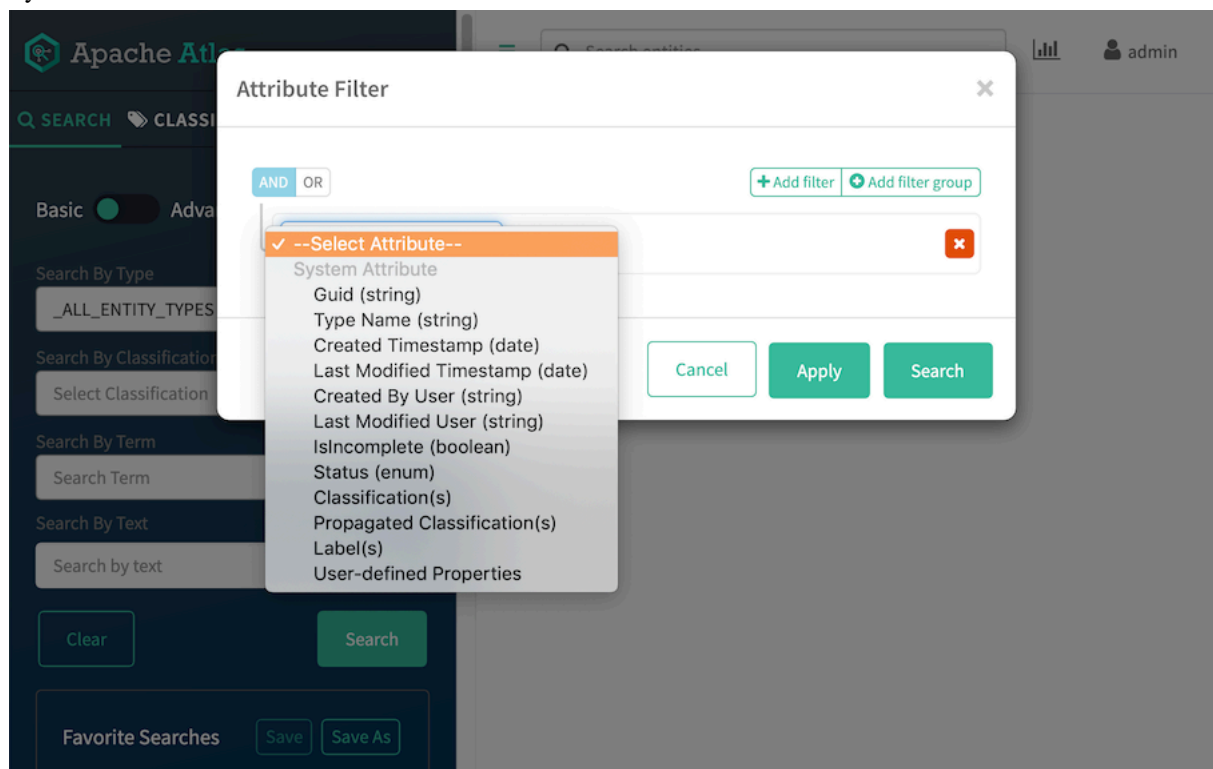 Apache Atl
Search entities
admin
SEARCH CLASSI
Attribute Filter
AND OR
Add filter Add filter group
Basic Adva
--Select Attribute--
System Attribute
Guid (string)
Type Name (string)
Created Timestamp (date)
Last Modified Timestamp (date)
Created By User (string)
Last Modified User (string)
IsIncomplete (boolean)
Status (enum)
Classification(s)
Propagated Classification(s)
Label(s)
User-defined Properties
Cancel Apply Search
Search By Type
_ALL_ENTITY_TYPES
Search By Classification
Select Classification
Search By Term
Search Term
Search By Text
Search by text
Clear Search
Favorite Searches Save Save As